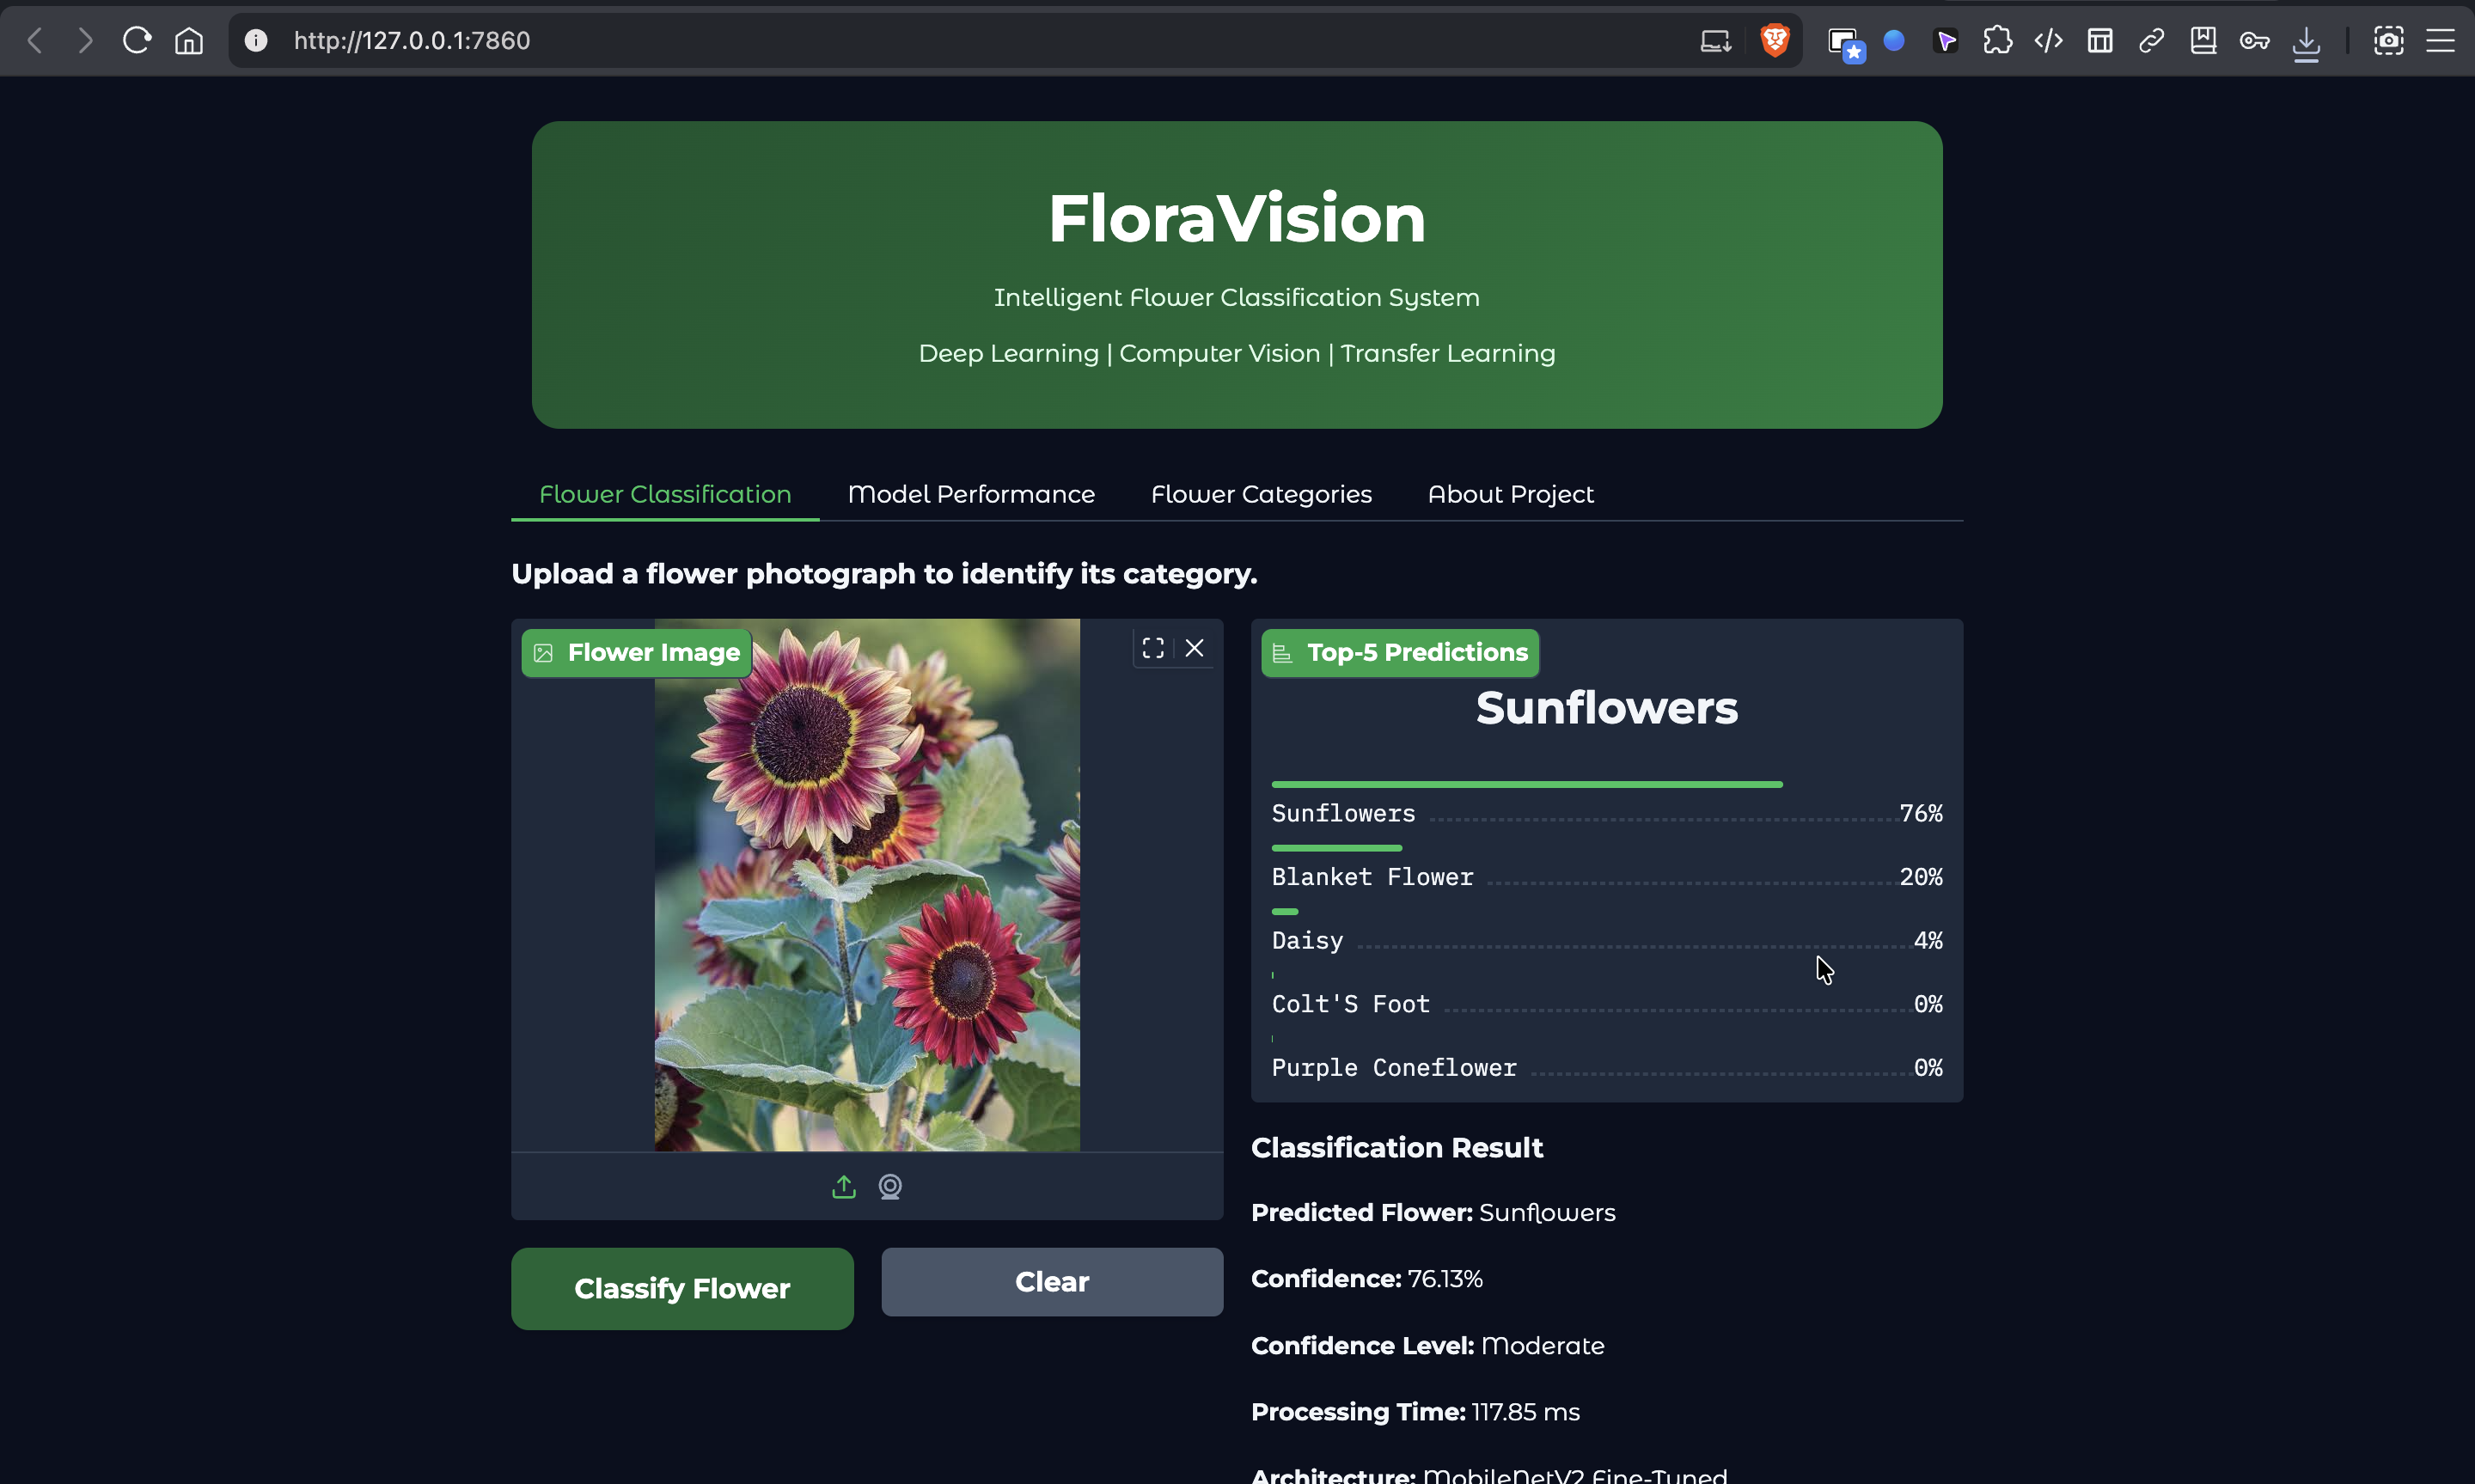 http://127.0.0.1:7860
FloraVision
Intelligent Flower Classification System
Deep Learning | Computer Vision | Transfer Learning
Flower Classification
Model Performance
Flower Categories
About Project
Upload a flower photograph to identify its category.
Flower Image
Classify Flower
Clear
Top-5 Predictions
Sunflowers
Sunflowers 76%
Blanket Flower 20%
Daisy 4%
Colt'S Foot 0%
Purple Coneflower 0%
Classification Result
Predicted Flower: Sunflowers
Confidence: 76.13%
Confidence Level: Moderate
Processing Time: 117.85 ms
Architecture: MobileNetV2 Fine-Tuned